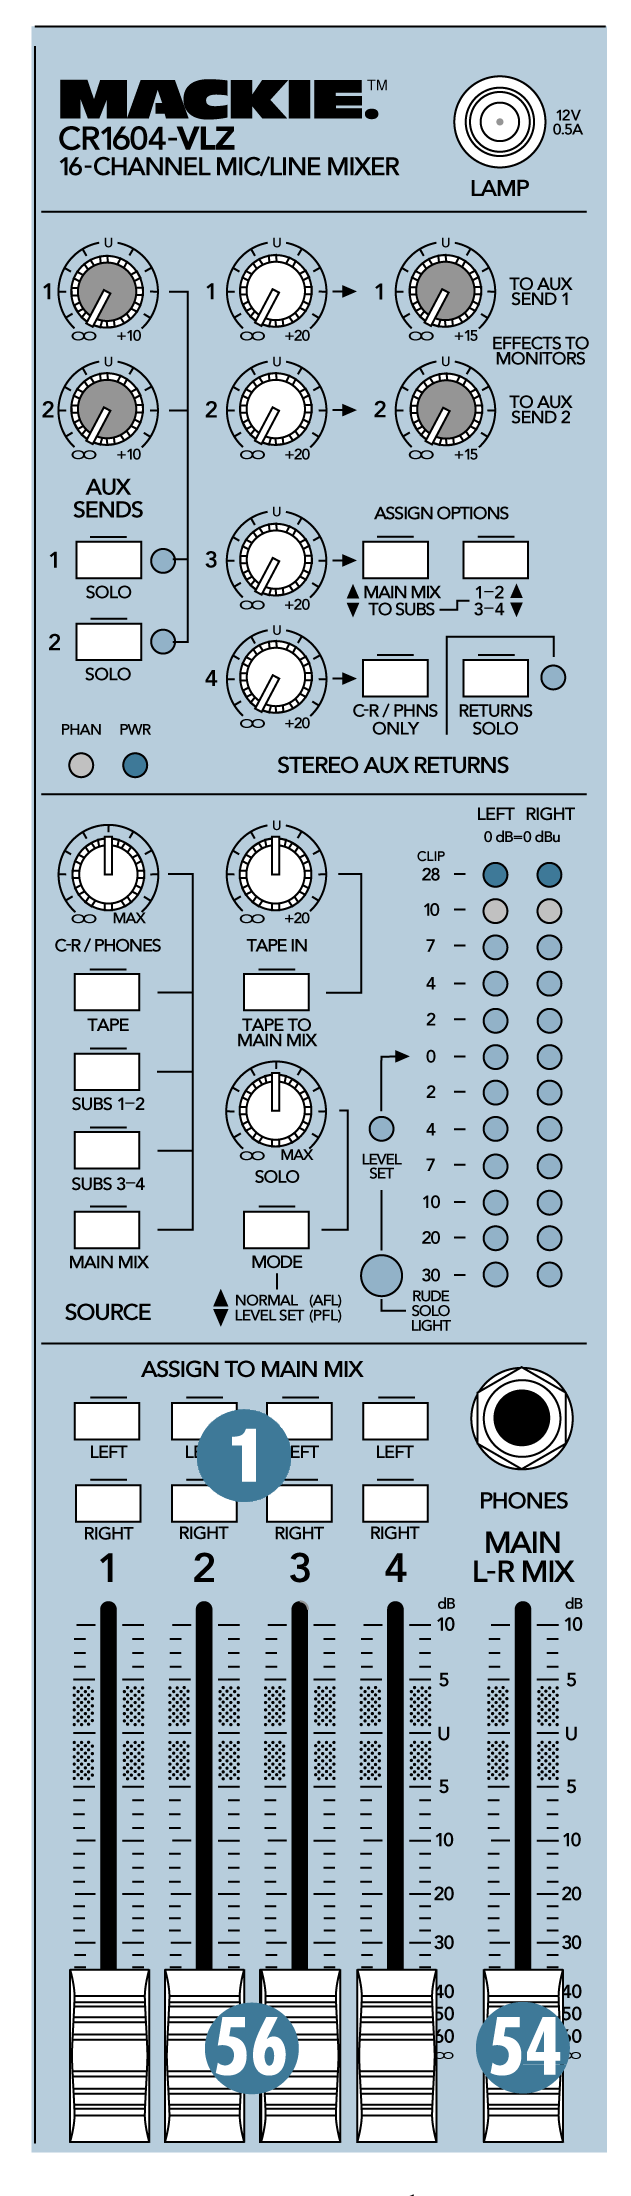 MACKIE.™
CR1604-VLZ
16-CHANNEL MIC/LINE MIXER
12V
0.5A
LAMP
U U U
1 1 1 TO AUX
SEND 1
∞ +10 ∞ +20 ∞ +15
EFFECTS TO
MONITORS
U U U
2 2 2 TO AUX
SEND 2
∞ +10 ∞ +20 ∞ +15
AUX
SENDS
1
SOLO
2
SOLO
U
3
∞ +20
ASSIGN OPTIONS
▲ MAIN MIX
▼ TO SUBS
1–2 ▲
3–4 ▼
U
4
∞ +20
C-R / PHNS
ONLY
RETURNS
SOLO
PHAN PWR
STEREO AUX RETURNS
∞ MAX
C-R / PHONES
TAPE
SUBS 1–2
SUBS 3–4
MAIN MIX
SOURCE
U
∞ +20
TAPE IN
TAPE TO
MAIN MIX
∞ MAX
SOLO
MODE
▲ NORMAL (AFL)
▼ LEVEL SET (PFL)
LEVEL
SET
RUDE
SOLO
LIGHT
LEFT RIGHT
0 dB=0 dBu
CLIP
28
10
7
4
2
0
2
4
7
10
20
30
ASSIGN TO MAIN MIX
LEFT LEFT
1
RIGHT RIGHT RIGHT RIGHT
1 2 3 4
PHONES
MAIN
L-R MIX
dB dB
10 10
5 5
U U
5 5
10 10
20 20
30 30
40 40
50 50
60 60
∞ ∞
56 54